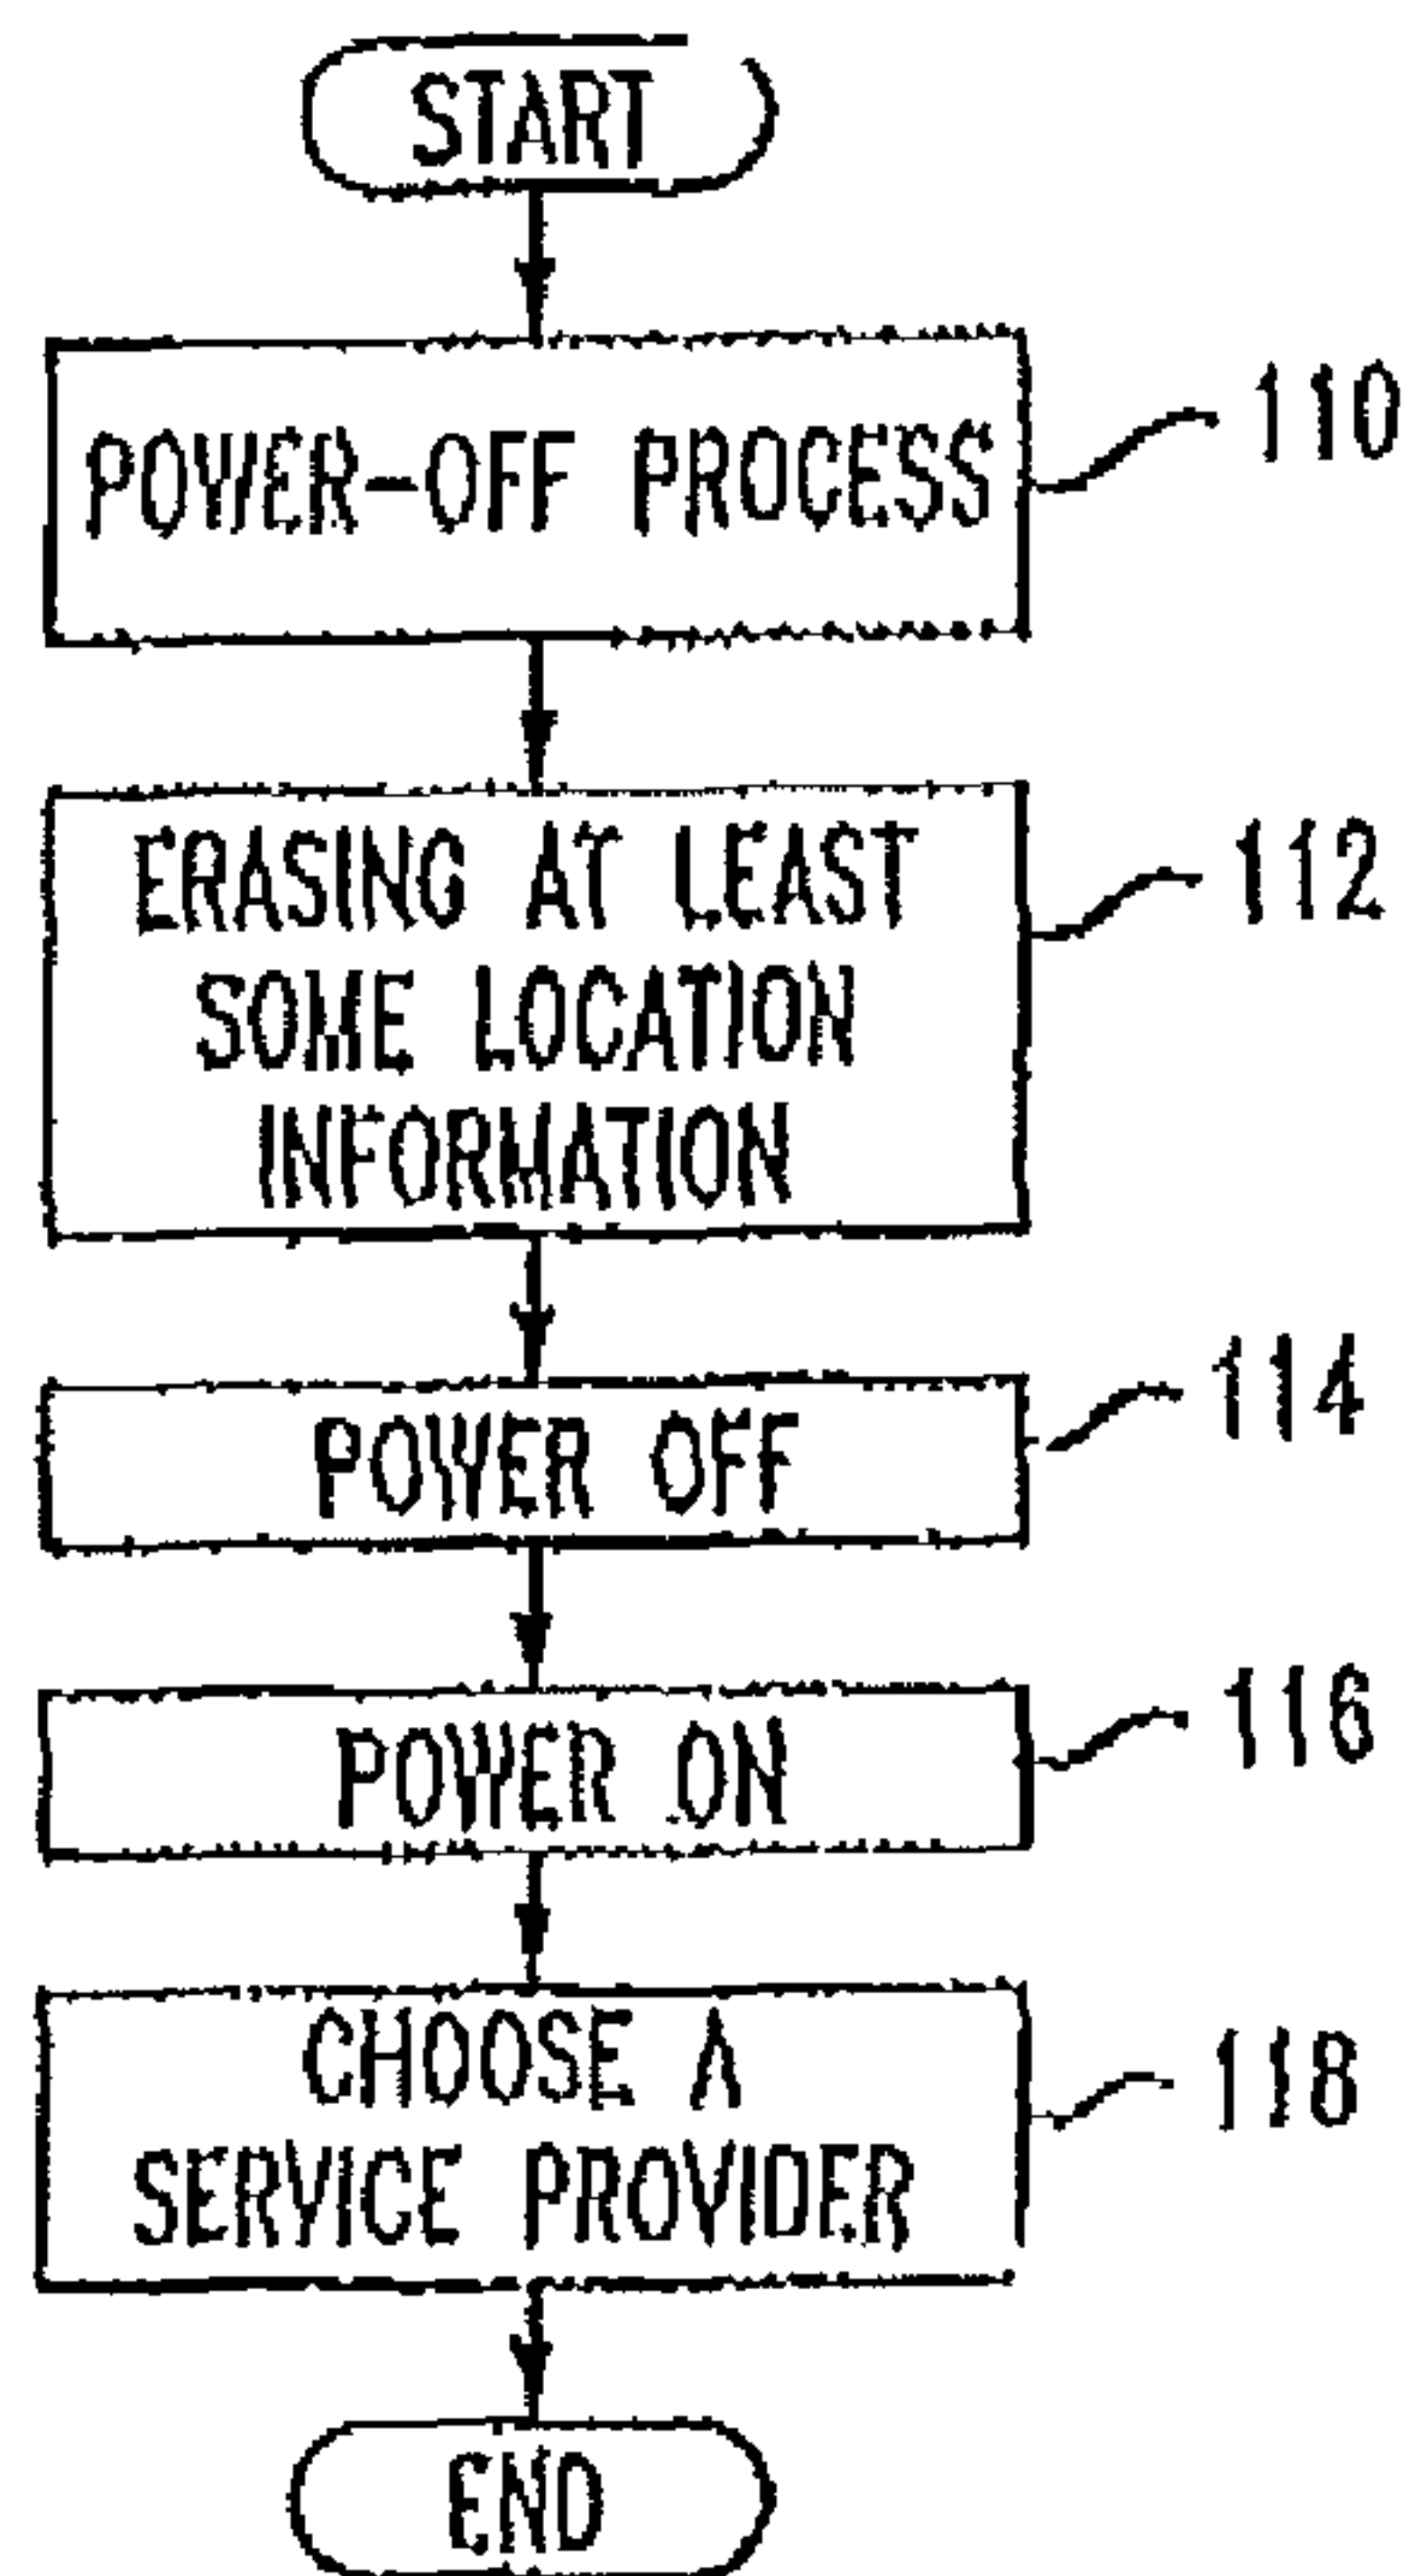 START
POWER-OFF PROCESS
110
ERASING AT LEAST
SOME LOCATION
INFORMATION
112
POWER OFF
114
POWER ON
116
CHOOSE A
SERVICE PROVIDER
118
END